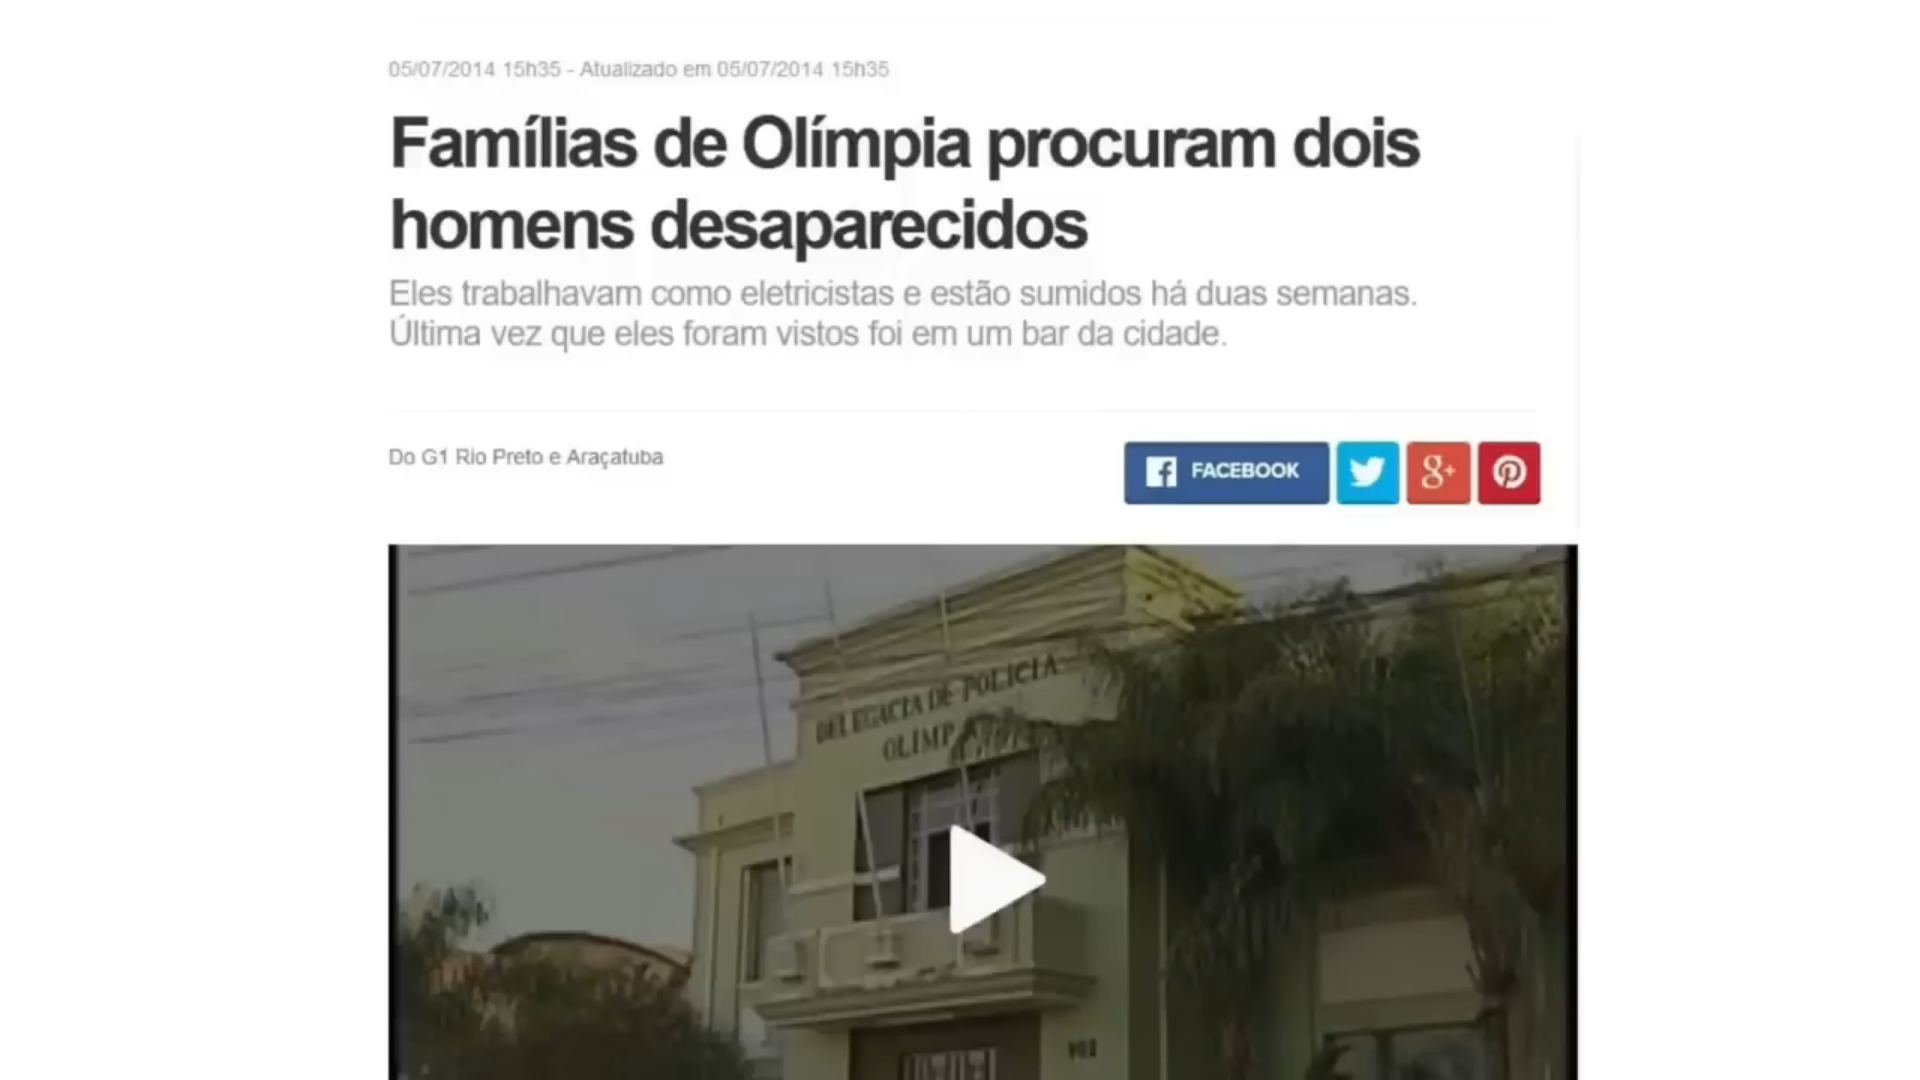 05/07/2014 15h35 - Atualizado em 05/07/2014 15h35
Famílias de Olímpia procuram dois
homens desaparecidos
Eles trabalhavam como eletricistas e estão sumidos há duas semanas.
Última vez que eles foram vistos foi em um bar da cidade.
Do G1 Rio Preto e Araçatuba
FACEBOOK
8+
DELEGACIA DE POLICIA